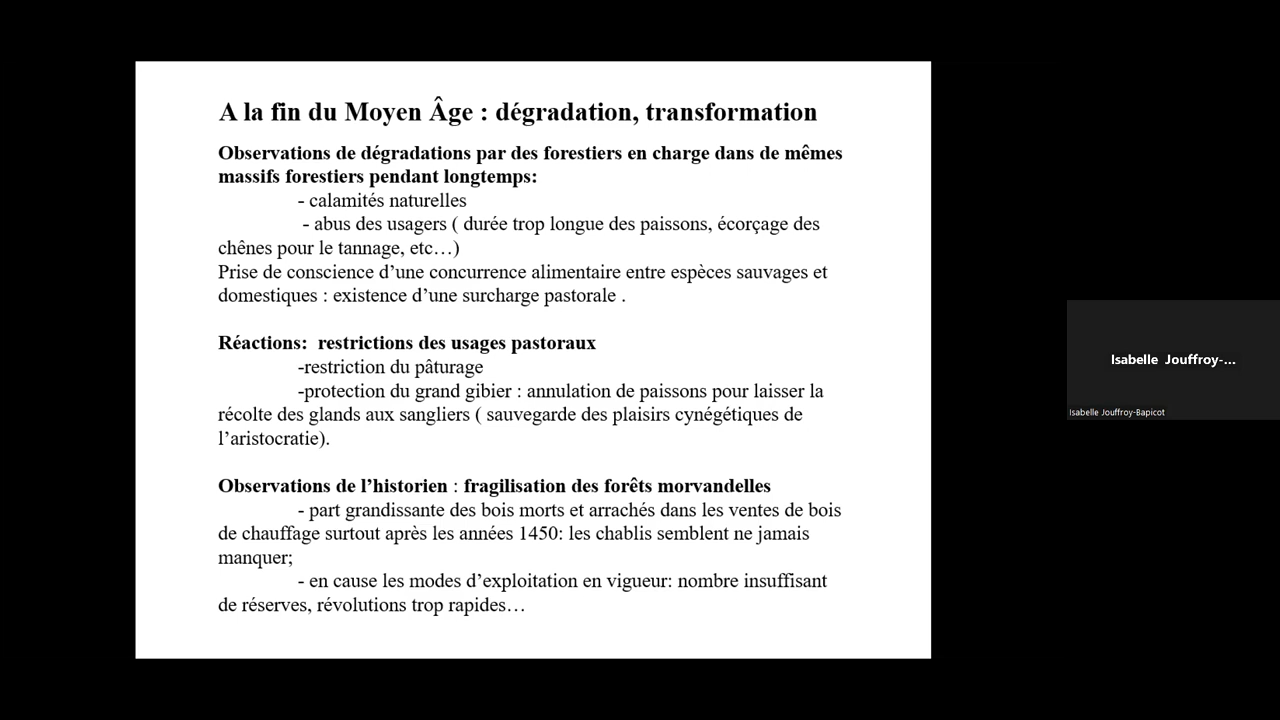 A la fin du Moyen Âge : dégradation, transformation
Observations de dégradations par des forestiers en charge dans de mêmes
massifs forestiers pendant longtemps:
- calamités naturelles
- abus des usagers ( durée trop longue des paissons, écorçage des
chênes pour le tannage, etc…)
Prise de conscience d’une concurrence alimentaire entre espèces sauvages et
domestiques : existence d’une surcharge pastorale .
Réactions:  restrictions des usages pastoraux
-restriction du pâturage
-protection du grand gibier : annulation de paissons pour laisser la
récolte des glands aux sangliers ( sauvegarde des plaisirs cynégétiques de
l’aristocratie).
Observations de l’historien : fragilisation des forêts morvandelles
- part grandissante des bois morts et arrachés dans les ventes de bois
de chauffage surtout après les années 1450: les chablis semblent ne jamais
manquer;
- en cause les modes d’exploitation en vigueur: nombre insuffisant
de réserves, révolutions trop rapides…
Isabelle Jouffroy-...
Isabelle Jouffroy-Bapicot